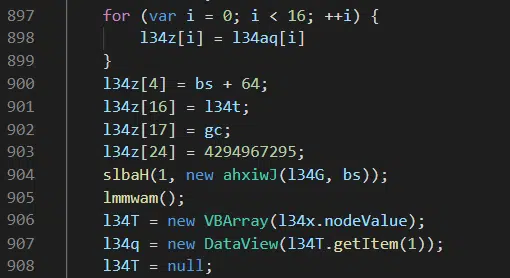 897 for (var i = 0; i < 16; ++i) {
898 l34z[i] = l34aq[i]
899 }
900 l34z[4] = bs + 64;
901 l34z[16] = l34t;
902 l34z[17] = gc;
903 l34z[24] = 4294967295;
904 slbaH(1, new ahxiwJ(l34G, bs));
905 lmmwam();
906 l34T = new VBArray(l34x.nodeValue);
907 l34q = new DataView(l34T.getItem(1));
908 l34T = null;